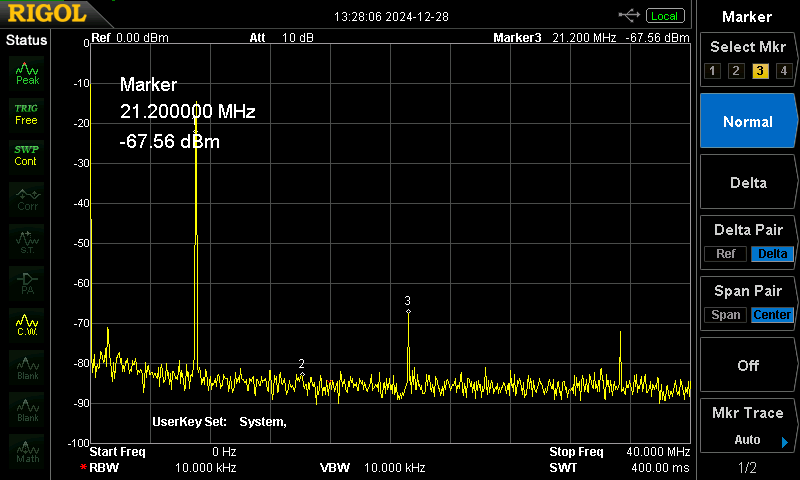 RIGOL
13:28:06 2024-12-28
Local
Status
Ref 0.00 dBm Att 10 dB Marker3 21.200 MHz -67.56 dBm
Peak
TRIG
Free
SWP
Cont
Corr
S.T.
PA
C.W.
Blank
Blank
Math
0
-10
-20
-30
-40
-50
-60
-70
-80
-90
-100
Marker
21.200000 MHz
-67.56 dBm
2
3
UserKey Set: System,
Start Freq 0 Hz Stop Freq 40.000 MHz
RBW 10.000 kHz VBW 10.000 kHz SWT 400.00 ms
Marker
Select Mkr
1 2 3 4
Normal
Delta
Delta Pair
Ref Delta
Span Pair
Span Center
Off
Mkr Trace
Auto
1/2